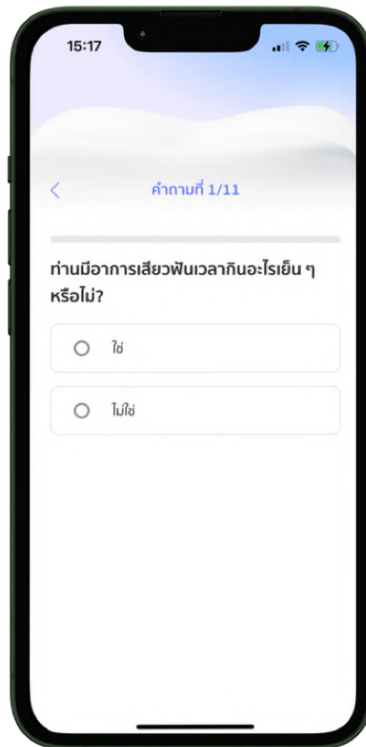 15:17
คำถามที่ 1/11
ท่านมีอาการเสียวฟันเวลากินอะไรเย็น ๆ
หรือไม่?
ใช่
ไม่ใช่